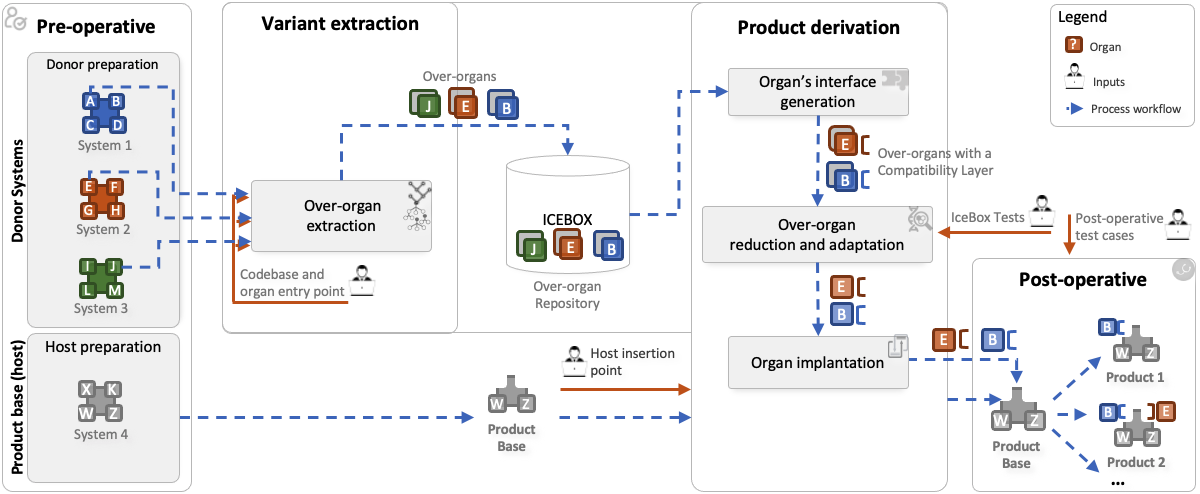 Pre-operative
Donor Systems
Donor preparation
A B
C D
System 1
E F
G H
System 2
I J
L M
System 3
Product base (host)
Host preparation
X K
W Z
System 4
Variant extraction
Over-organs
J E B
Over-organ
extraction
Codebase and
organ entry point
ICEBOX
J E B
Over-organ
Repository
W Z
Product
Base
Host insertion
point
Product derivation
Organ's interface
generation
E
B
Over-organs with a
Compatibility Layer
Over-organ
reduction and adaptation
E
B
Organ implantation
IceBox Tests
Post-operative
test cases
E B
Post-operative
W Z
Product
Base
B
W Z
Product 1
B E
W Z
Product 2
...
Legend
? Organ
Inputs
Process workflow